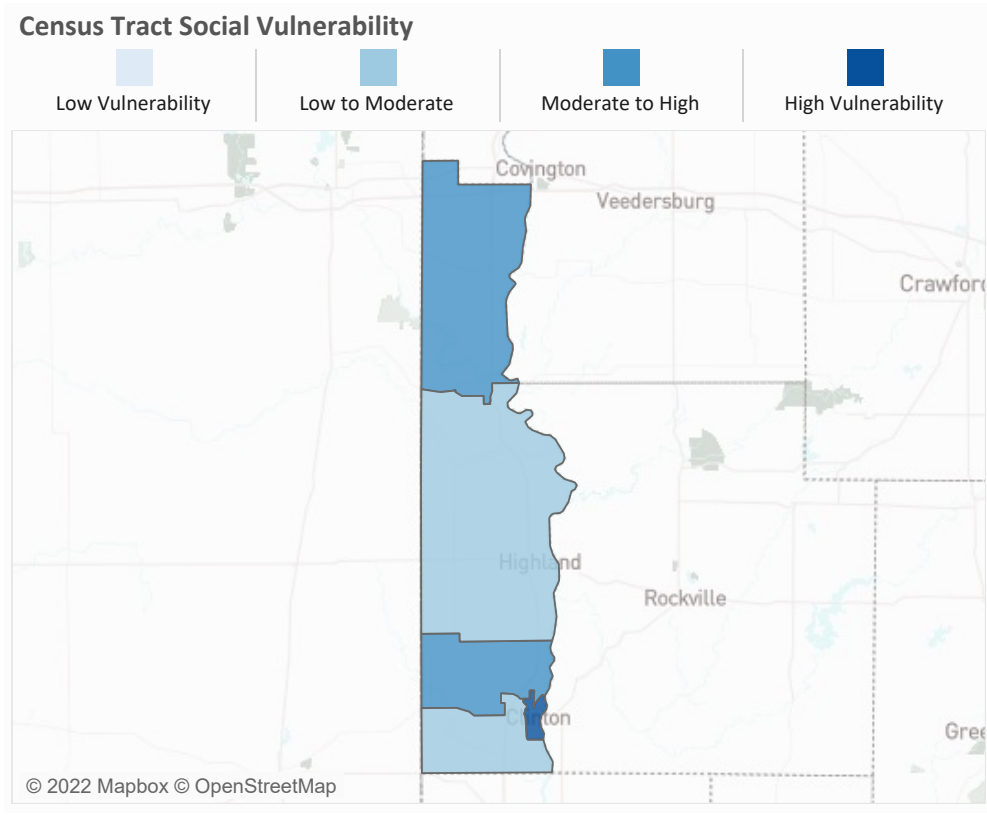 Census Tract Social Vulnerability
Low Vulnerability
Low to Moderate
Moderate to High
High Vulnerability
Covington
Veedersburg
Crawford
Highland
Rockville
Clinton
Gree
© 2022 Mapbox © OpenStreetMap